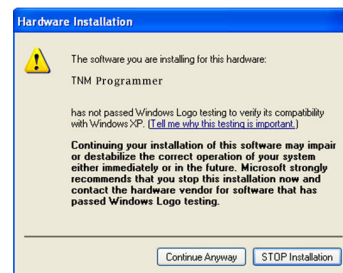 Hardware Installation
The software you are installing for this hardware:
TNM Programmer
has not passed Windows Logo testing to verify its compatibility
with Windows XP. (Tell me why this testing is important.)
Continuing your installation of this software may impair
or destabilize the correct operation of your system
either immediately or in the future. Microsoft strongly
recommends that you stop this installation now and
contact the hardware vendor for software that has
passed Windows Logo testing.
Continue Anyway
STOP Installation